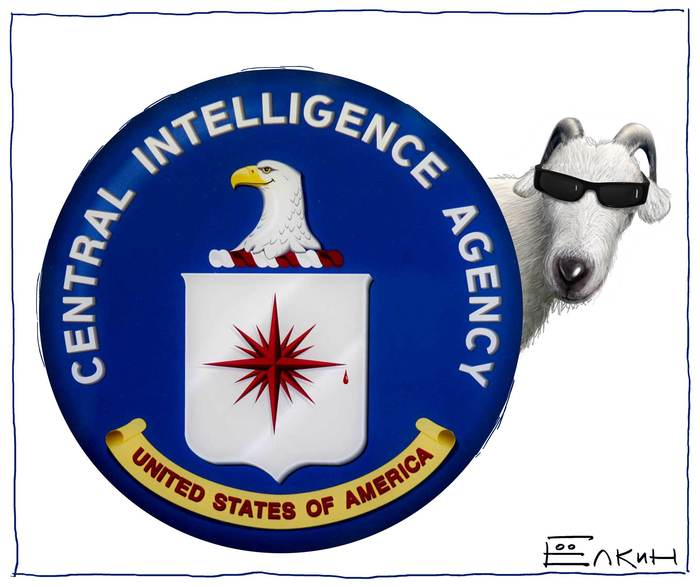 CENTRAL INTELLIGENCE AGENCY
UNITED STATES OF AMERICA
Ёлкин